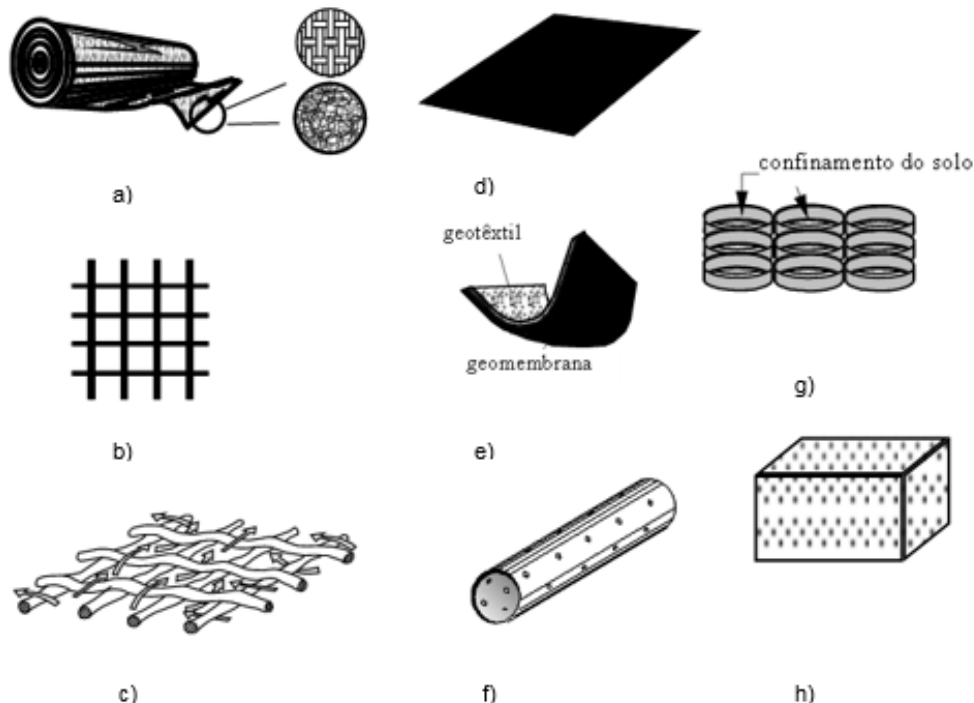 a)
d)
confinamento do solo
geotêxtil
geomembrana
g)
b)
e)
c)
f)
h)